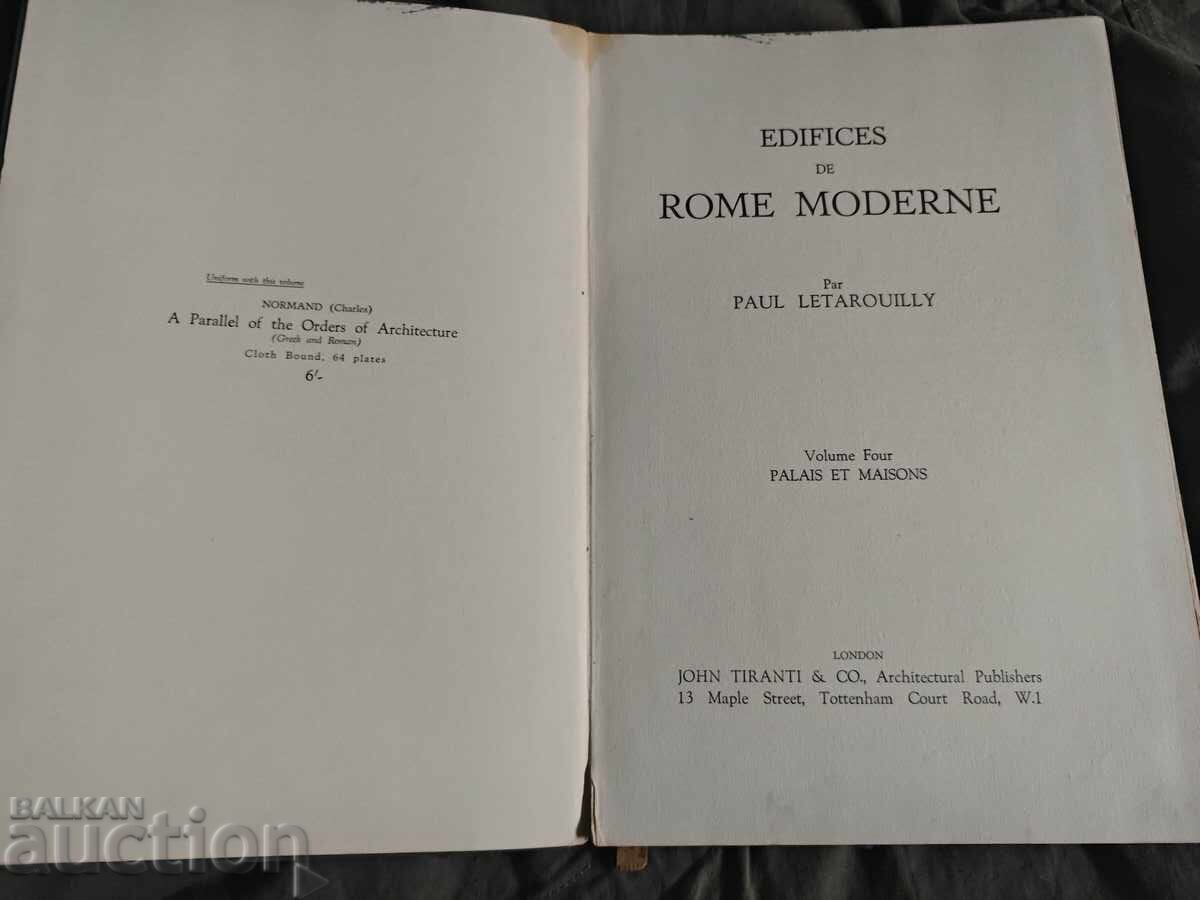 Uniform with this volume
NORMAND (Charles)
A Parallel of the Orders of Architecture
(Greek and Roman)
Cloth Bound, 64 plates
6/-
EDIFICES
DE
ROME MODERNE
Par
PAUL LETAROUILLY
Volume Four
PALAIS ET MAISONS
LONDON
JOHN TIRANTI & CO., Architectural Publishers
13 Maple Street, Tottenham Court Road, W.1
BALKAN
auction